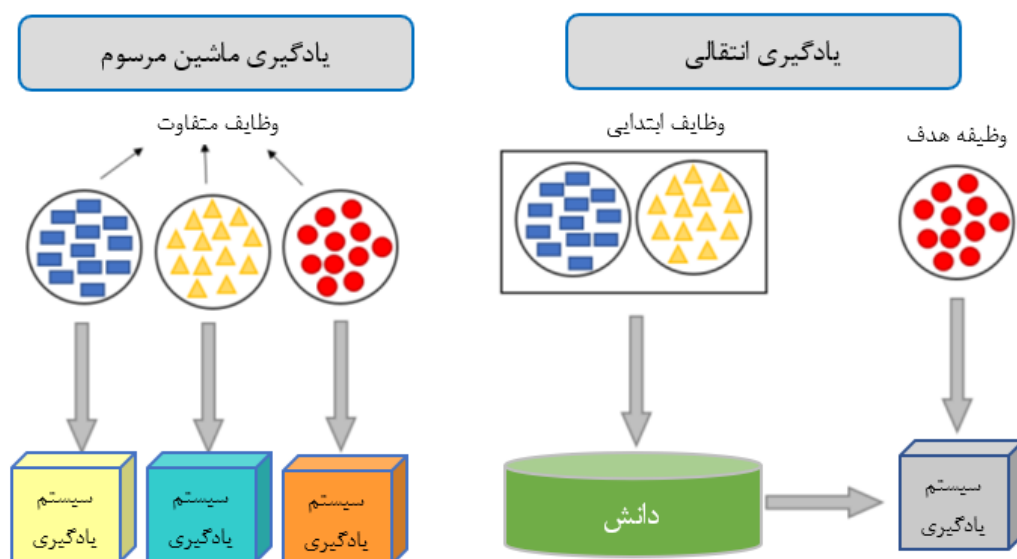 یادگیری انتقالی
یادگیری ماشین مرسوم
وظایف متفاوت
وظایف ابتدایی
وظیفه هدف
سیستم
یادگیری
سیستم
یادگیری
سیستم
یادگیری
دانش
سیستم
یادگیری